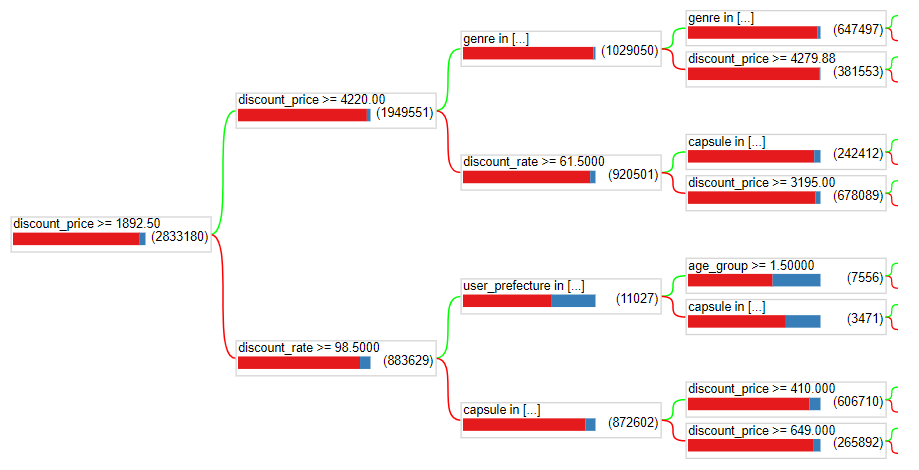 discount_price >= 1892.50
(2833180)
discount_price >= 4220.00
(1949551)
discount_rate >= 98.5000
(883629)
genre in [...]
(1029050)
discount_rate >= 61.5000
(920501)
user_prefecture in [...]
(11027)
capsule in [...]
(872602)
genre in [...]
(647497)
discount_price >= 4279.88
(381553)
capsule in [...]
(242412)
discount_price >= 3195.00
(678089)
age_group >= 1.50000
(7556)
capsule in [...]
(3471)
discount_price >= 410.000
(606710)
discount_price >= 649.000
(265892)